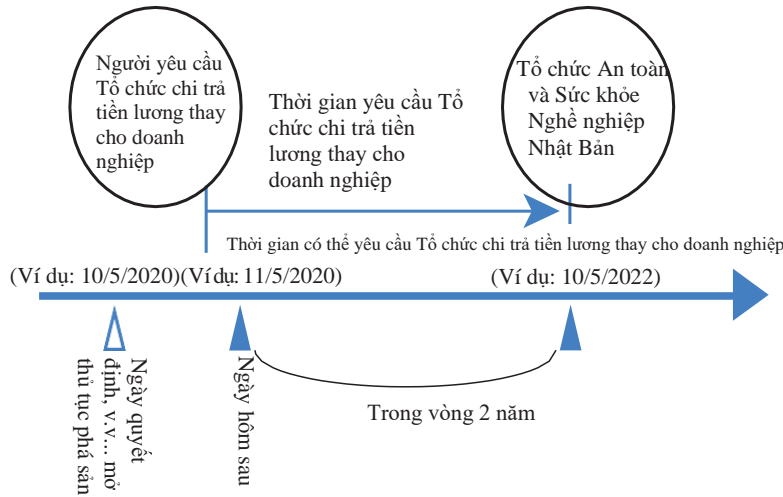 Người yêu cầu
Tổ chức chi trả
tiền lương thay
cho doanh
nghiệp
Thời gian yêu cầu Tổ
chức chi trả tiền
lương thay cho
doanh nghiệp
Tổ chức An toàn
và Sức khỏe
Nghề nghiệp
Nhật Bản
Thời gian có thể yêu cầu Tổ chức chi trả tiền lương thay cho doanh nghiệp
(Ví dụ: 10/5/2020)
(Ví dụ: 11/5/2020)
(Ví dụ: 10/5/2022)
Ngày quyết
định, v.v... mở
thủ tục phá sản
Ngày hôm sau
Trong vòng 2 năm